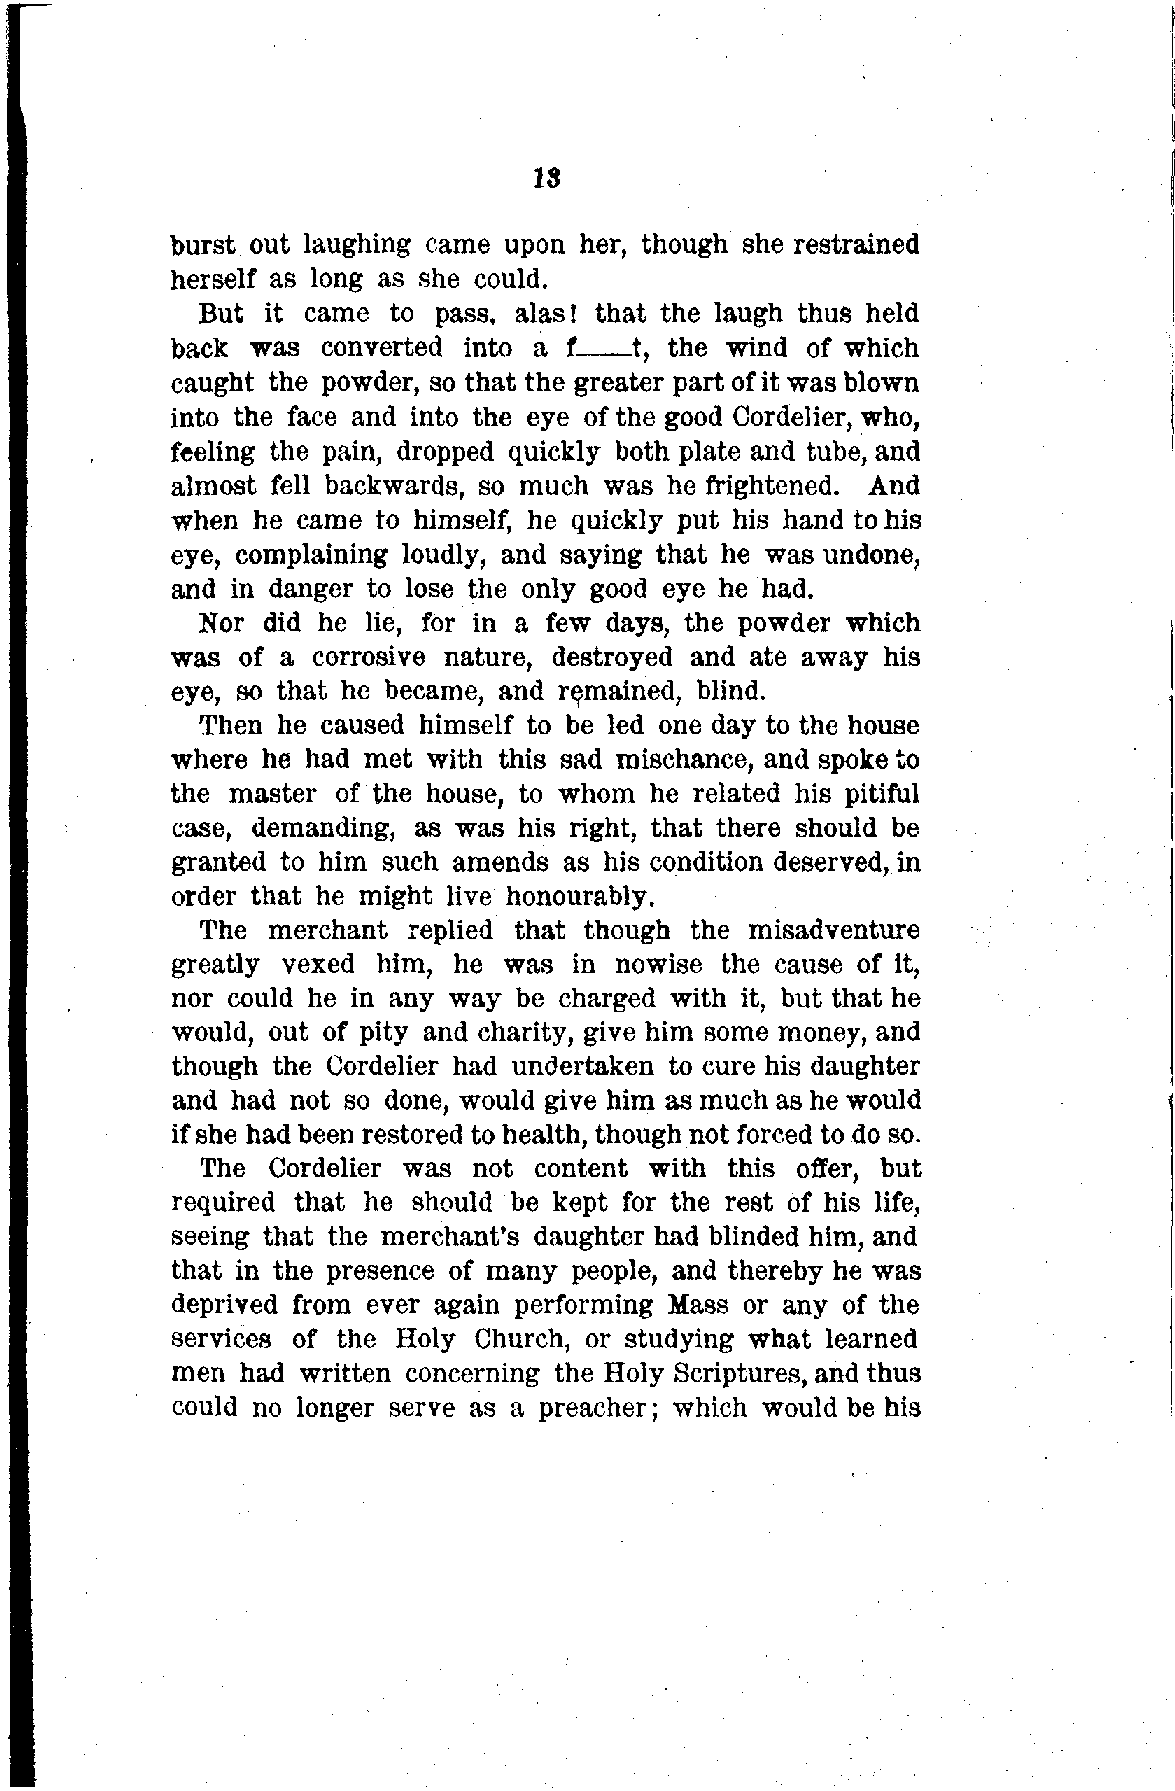 13
burst out laughing came upon her, though she restrained
herself as long as she could.
But it came to pass, alas! that the laugh thus held
back was converted into a f——t, the wind of which
caught the powder, so that the greater part of it was blown
into the face and into the eye of the good Cordelier, who,
feeling the pain, dropped quickly both plate and tube, and
almost fell backwards, so much was he frightened. And
when he came to himself, he quickly put his hand to his
eye, complaining loudly, and saying that he was undone,
and in danger to lose the only good eye he had.
Nor did he lie, for in a few days, the powder which
was of a corrosive nature, destroyed and ate away his
eye, so that he became, and remained, blind.
Then he caused himself to be led one day to the house
where he had met with this sad mischance, and spoke to
the master of the house, to whom he related his pitiful
case, demanding, as was his right, that there should be
granted to him such amends as his condition deserved, in
order that he might live honourably.
The merchant replied that though the misadventure
greatly vexed him, he was in nowise the cause of it,
nor could he in any way be charged with it, but that he
would, out of pity and charity, give him some money, and
though the Cordelier had undertaken to cure his daughter
and had not so done, would give him as much as he would
if she had been restored to health, though not forced to do so.
The Cordelier was not content with this offer, but
required that he should be kept for the rest of his life,
seeing that the merchant's daughter had blinded him, and
that in the presence of many people, and thereby he was
deprived from ever again performing Mass or any of the
services of the Holy Church, or studying what learned
men had written concerning the Holy Scriptures, and thus
could no longer serve as a preacher; which would be his